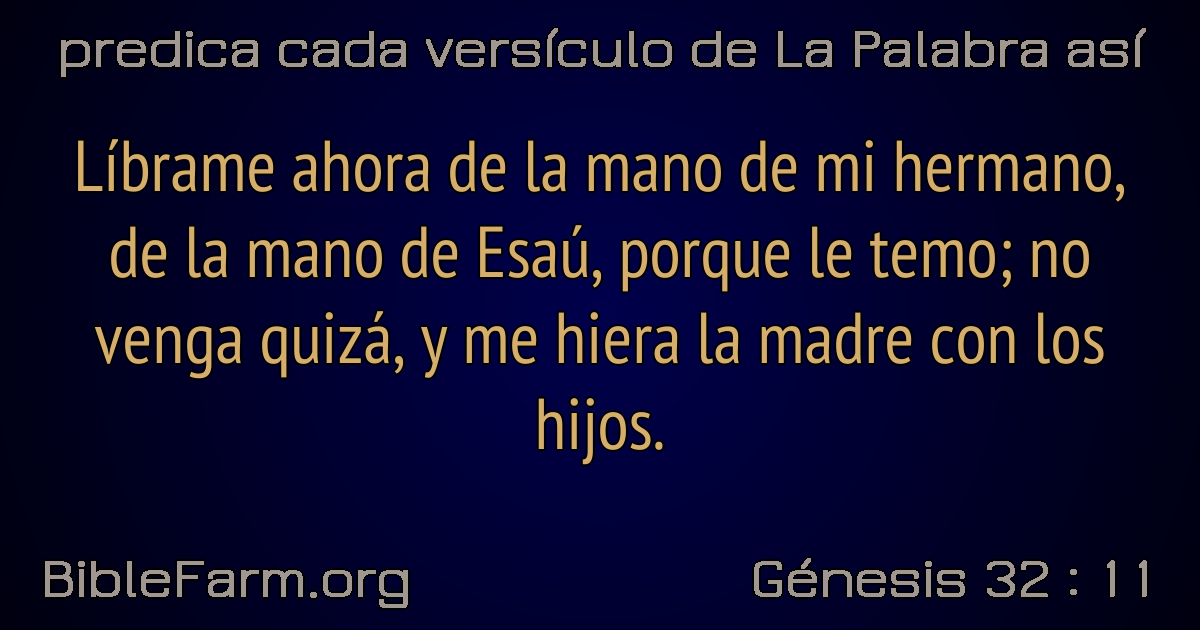 predica cada versículo de La Palabra así
Líbrame ahora de la mano de mi hermano,
de la mano de Esaú, porque le temo; no
venga quizá, y me hiera la madre con los
hijos.
BibleFarm.org
Génesis 32 : 11